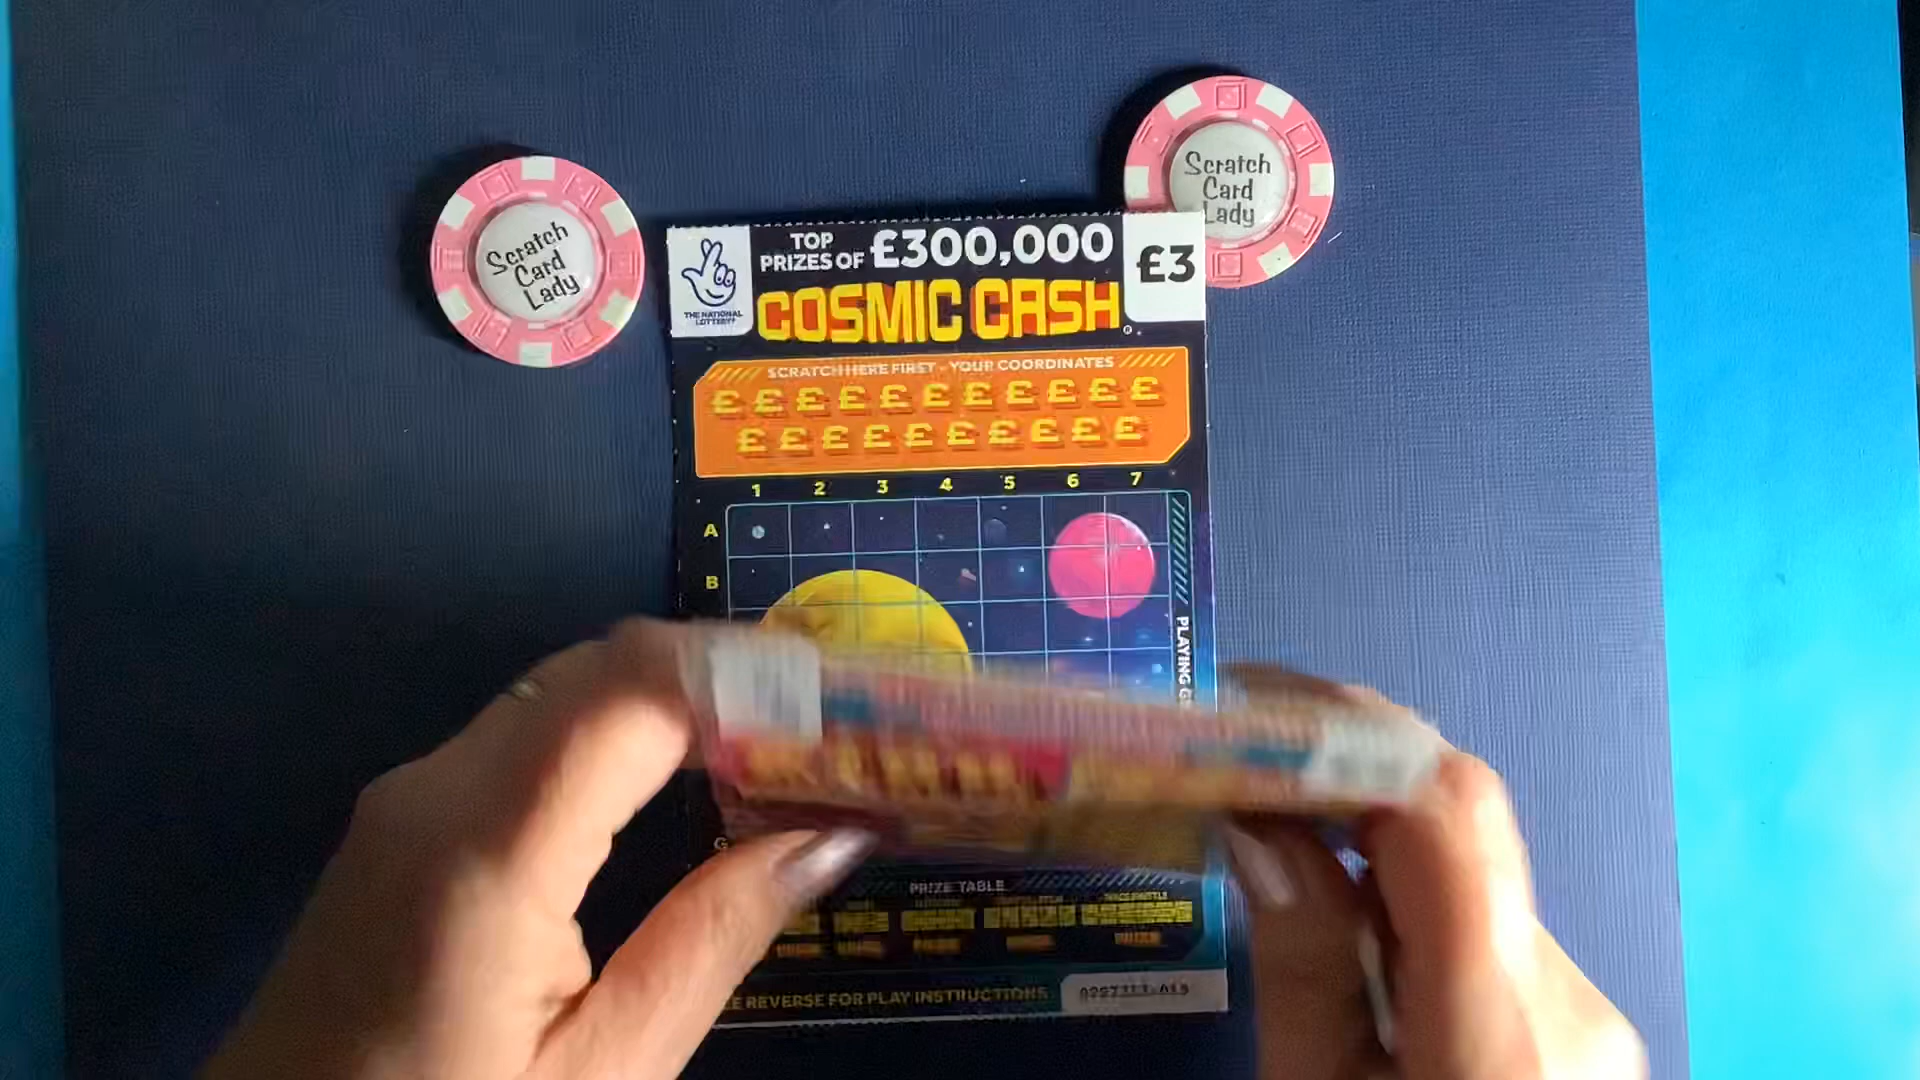 Scratch
Card
Lady
Scratch
Card
Lady
TOP
PRIZES OF £300,000
£3
THE NATIONAL
LOTTERY®
COSMIC CASH®
SCRATCH HERE FIRST - YOUR COORDINATES
£ £ £ £ £ £ £ £ £ £ £
£ £ £ £ £ £ £ £ £ £
1 2 3 4 5 6 7
A
B
G
PLAYING
PRIZE TABLE
REVERSE FOR PLAY INSTRUCTIONS